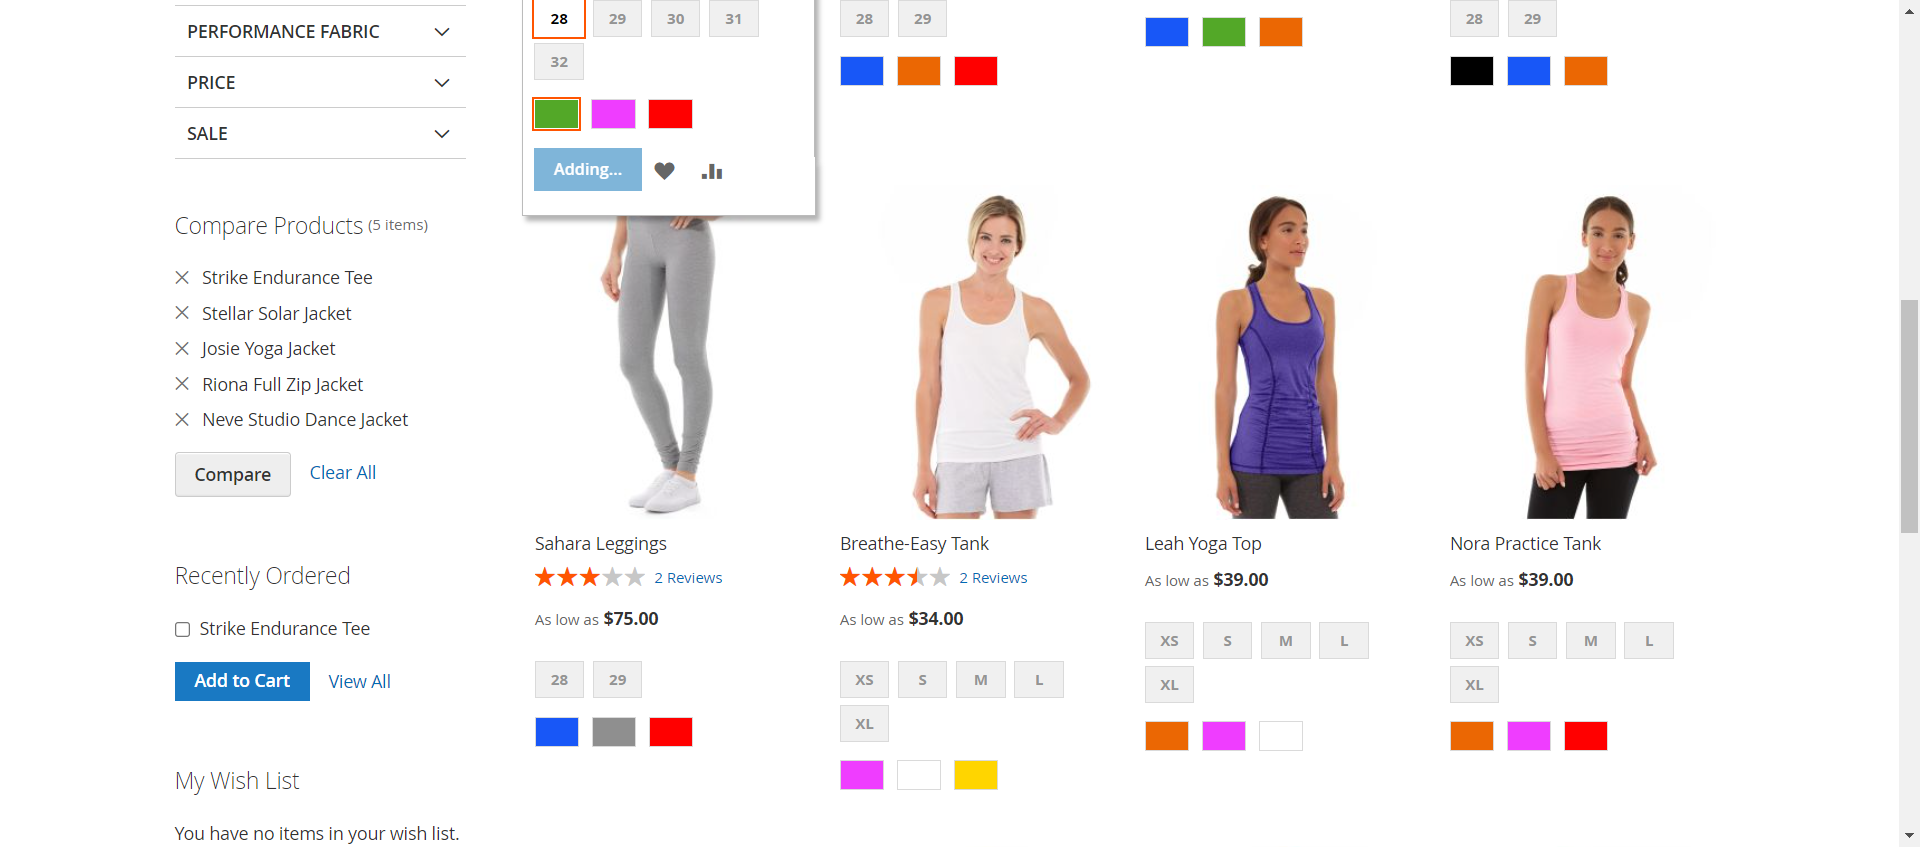 PERFORMANCE FABRIC
PRICE
SALE
Compare Products (5 items)
Strike Endurance Tee
Stellar Solar Jacket
Josie Yoga Jacket
Riona Full Zip Jacket
Neve Studio Dance Jacket
Compare Clear All
Recently Ordered
Strike Endurance Tee
Add to Cart View All
My Wish List
You have no items in your wish list.
28 29 30 31
32
Adding...
28 29
28 29
Sahara Leggings
2 Reviews
As low as $75.00
28 29
Breathe-Easy Tank
2 Reviews
As low as $34.00
XS S M L
XL
Leah Yoga Top
As low as $39.00
XS S M L
XL
Nora Practice Tank
As low as $39.00
XS S M L
XL